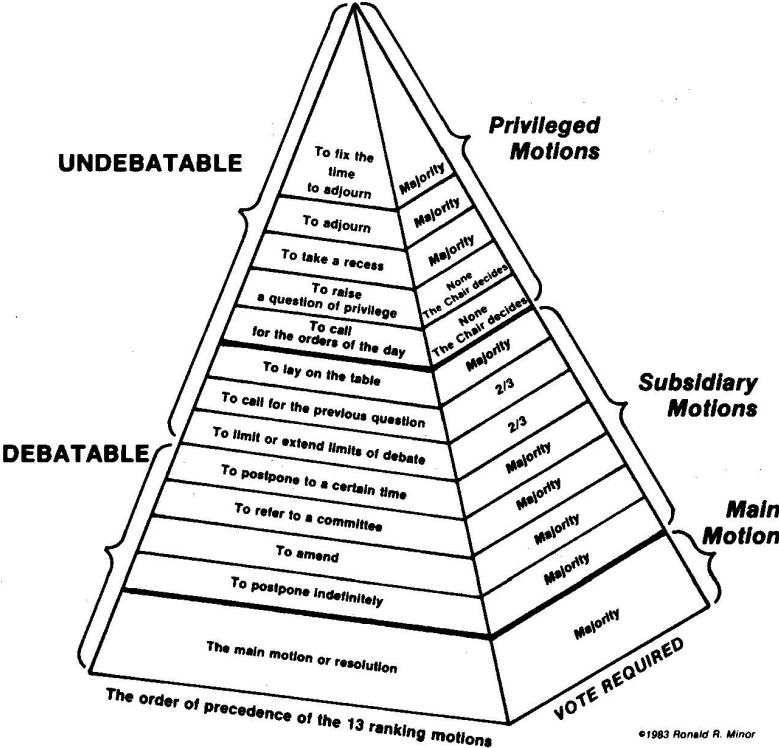 UNDEBATABLE
DEBATABLE
Privileged
Motions
Subsidiary
Motions
Main
Motion
To fix the
time
to adjourn
Majority
To adjourn
Majority
To take a recess
Majority
To raise
a question of privilege
None
The Chair decides
To call
for the orders of the day
None
The Chair decides
To lay on the table
Majority
To call for the previous question
2/3
To limit or extend limits of debate
2/3
To postpone to a certain time
Majority
To refer to a committee
Majority
To amend
Majority
To postpone indefinitely
Majority
The main motion or resolution
Majority
The order of precedence of the 13 ranking motions
VOTE REQUIRED
©1983 Ronald R. Minor